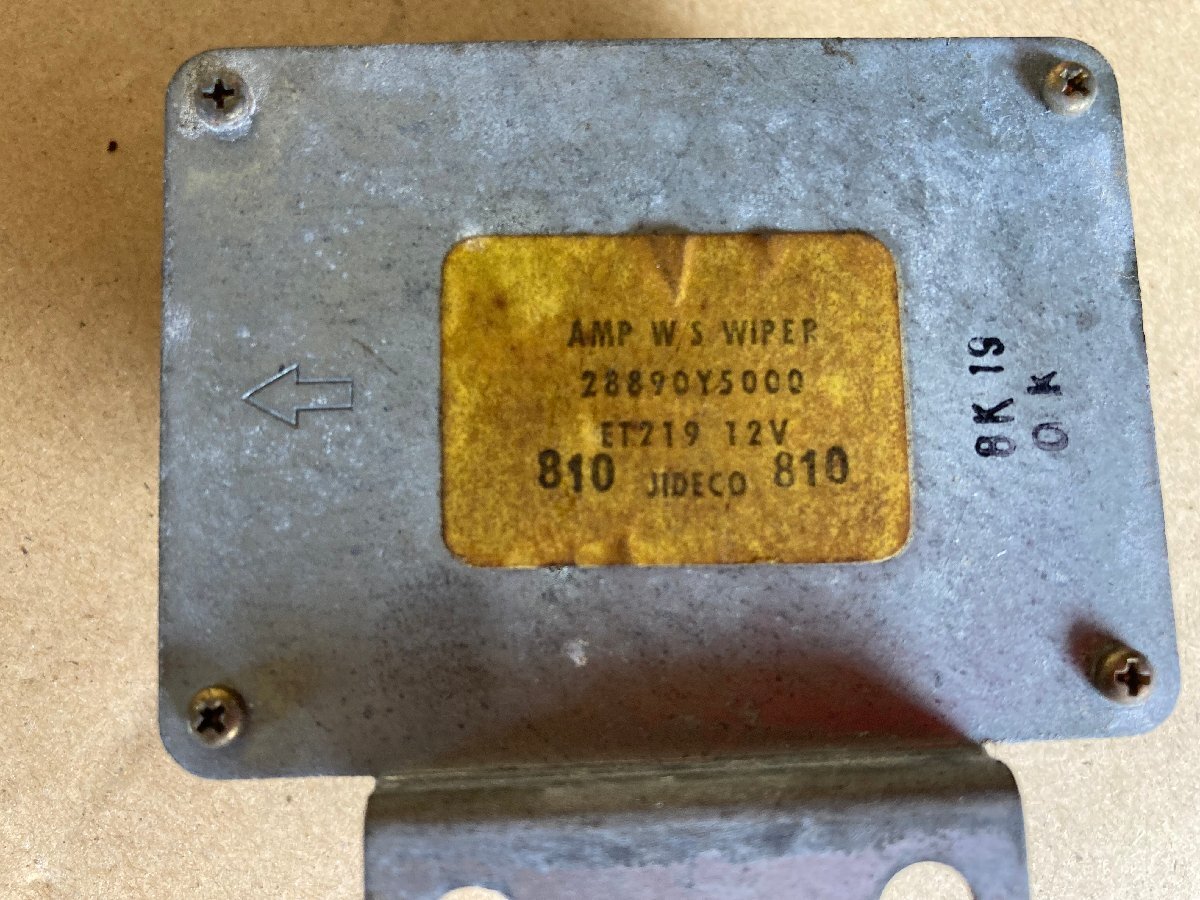 AMP W/S WIPER
28890Y5000
ET219 12V
810 JIDECO 810
8K 19
OK